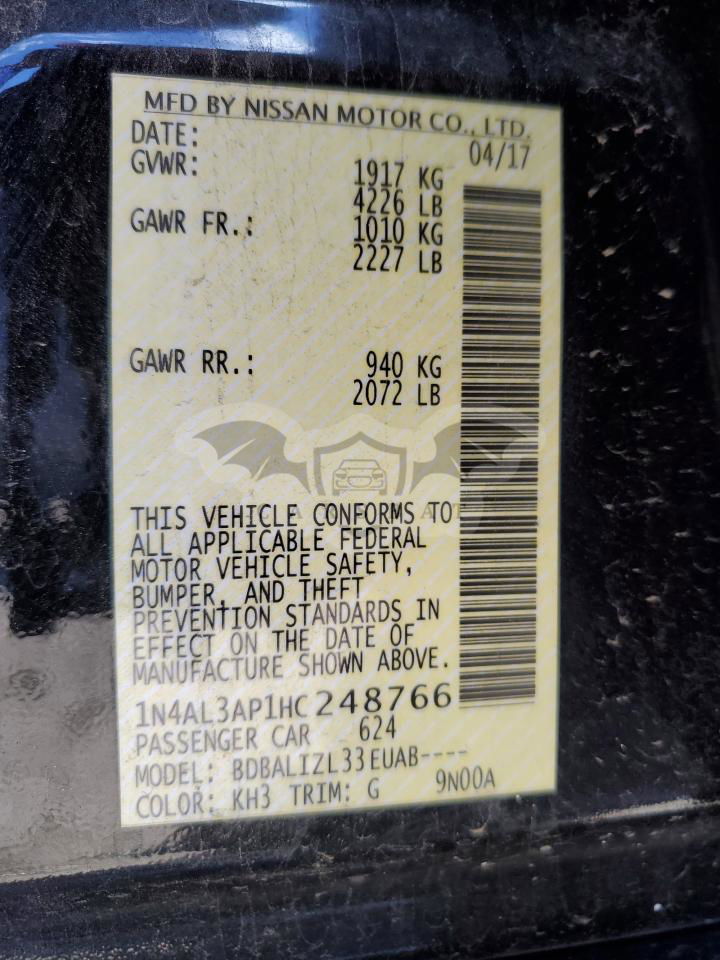 MFD BY NISSAN MOTOR CO., LTD.
DATE: 04/17
GVWR: 1917 KG
4226 LB
GAWR FR.: 1010 KG
2227 LB
GAWR RR.: 940 KG
2072 LB
THIS VEHICLE CONFORMS TO
ALL APPLICABLE FEDERAL
MOTOR VEHICLE SAFETY,
BUMPER, AND THEFT
PREVENTION STANDARDS IN
EFFECT ON THE DATE OF
MANUFACTURE SHOWN ABOVE.
1N4AL3AP1HC248766
PASSENGER CAR 624
MODEL: BDBALIZL33EUAB----
COLOR: KH3 TRIM: G 9N00A